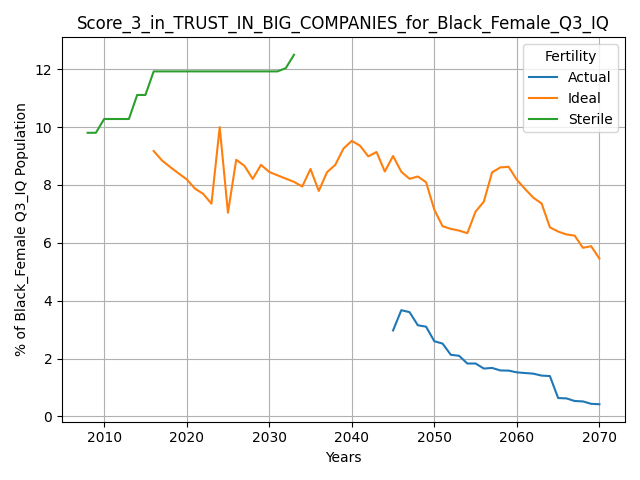 Score_3_in_TRUST_IN_BIG_COMPANIES_for_Black_Female_Q3_IQ
Fertility
Actual
Ideal
Sterile
% of Black_Female Q3_IQ Population
12
10
8
6
4
2
0
2010 2020 2030 2040 2050 2060 2070
Years